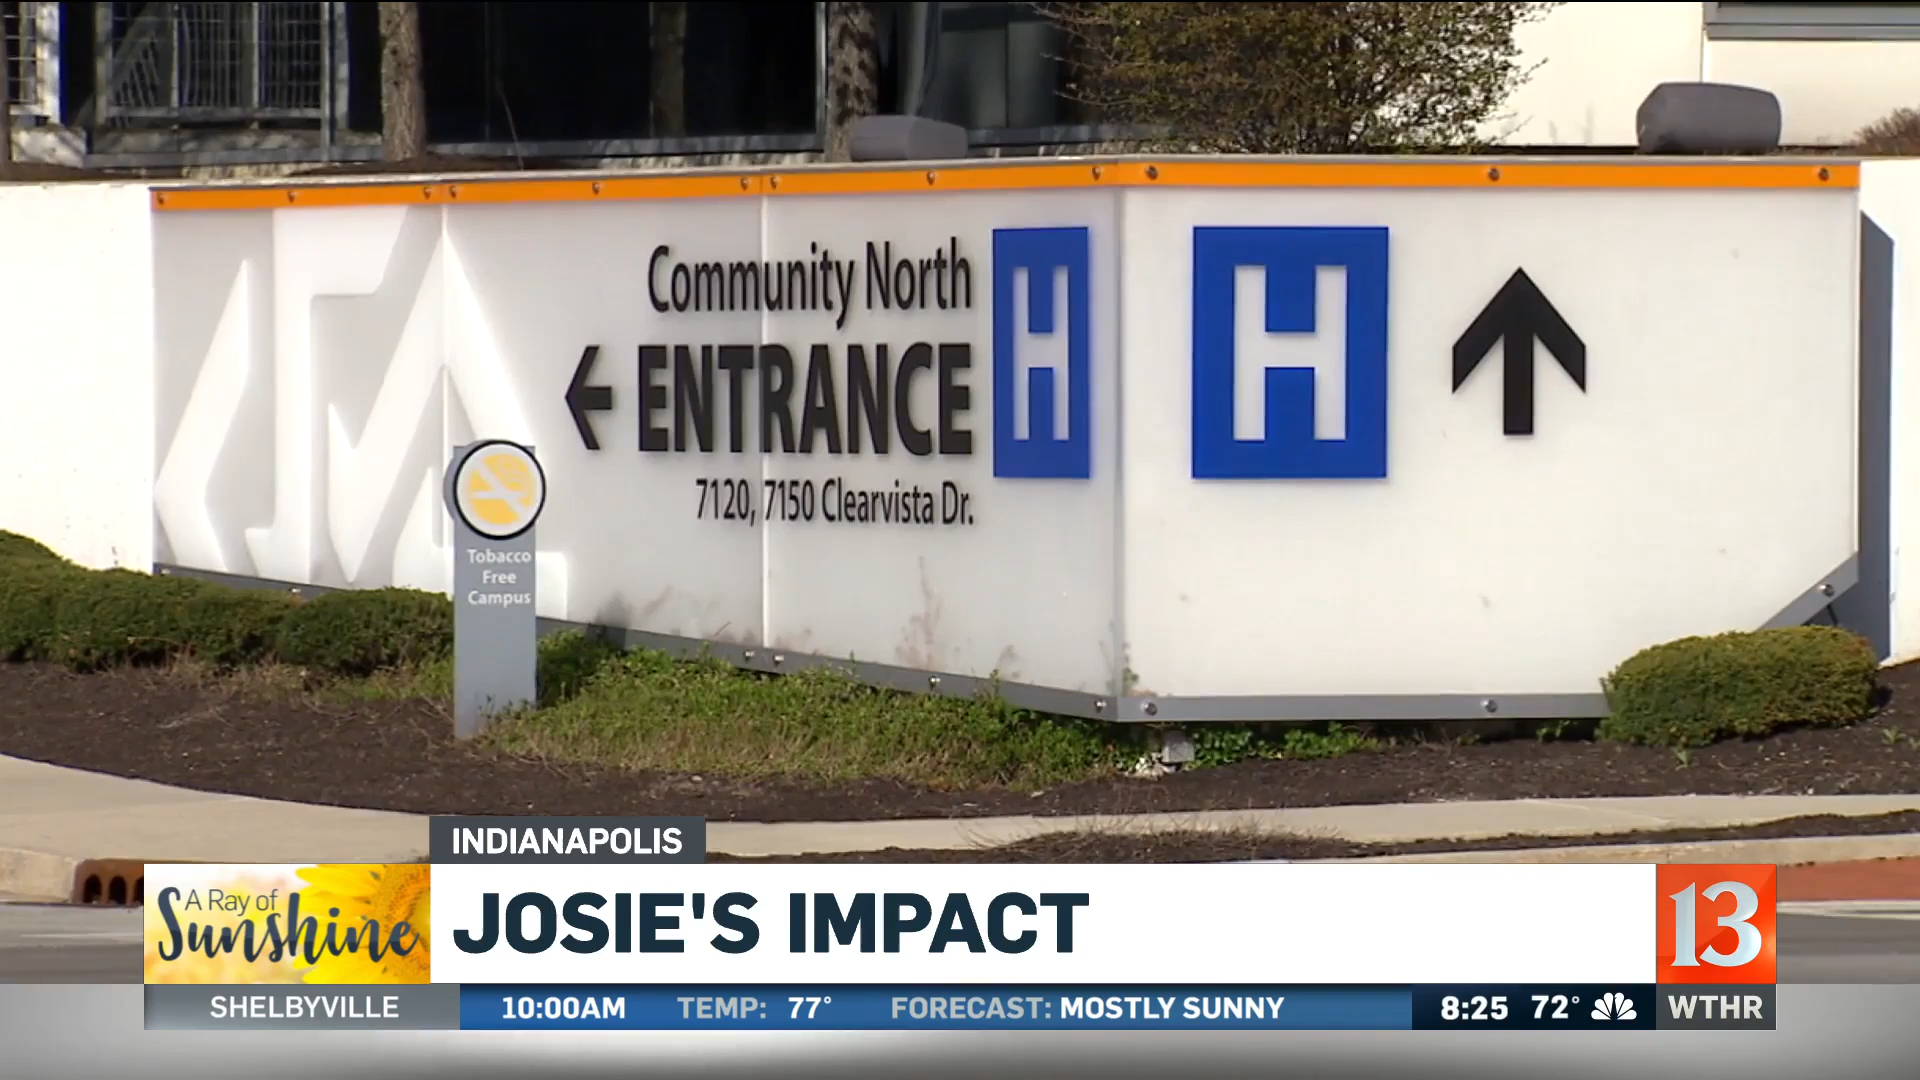 Community North
ENTRANCE
7120, 7150 Clearvista Dr.
H
H
Tobacco
Free
Campus
INDIANAPOLIS
A Ray of
Sunshine
JOSIE'S IMPACT
13
SHELBYVILLE
10:00AM TEMP: 77° FORECAST: MOSTLY SUNNY
8:25 72°
WTHR